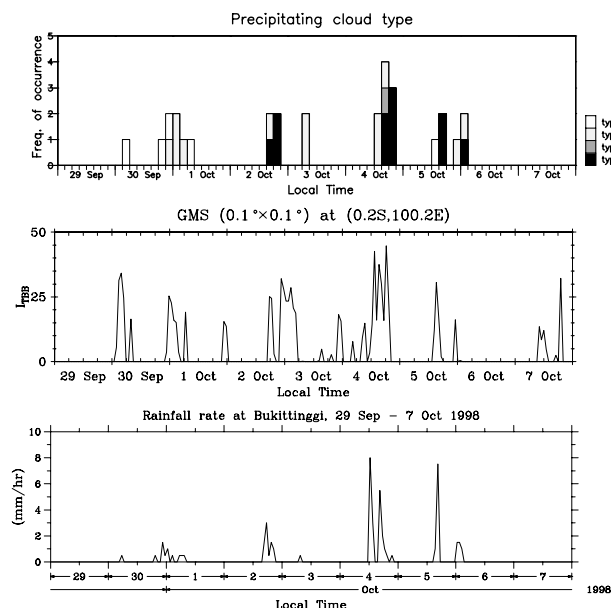 Precipitating cloud type
Freq. of occurrence
5
4
3
2
1
0
29 Sep 30 Sep 1 Oct 2 Oct 3 Oct 4 Oct 5 Oct 6 Oct 7 Oct
Local Time
typ
typ
typ
typ
GMS (0.1°×0.1°) at (0.2S,100.2E)
I_TBB
50
25
0
29 Sep 30 Sep 1 Oct 2 Oct 3 Oct 4 Oct 5 Oct 6 Oct 7 Oct
Local Time
Rainfall rate at Bukittinggi, 29 Sep – 7 Oct 1998
(mm/hr)
10
8
6
4
2
0
29 30 1 2 3 4 5 6 7
Oct 1998
Local Time